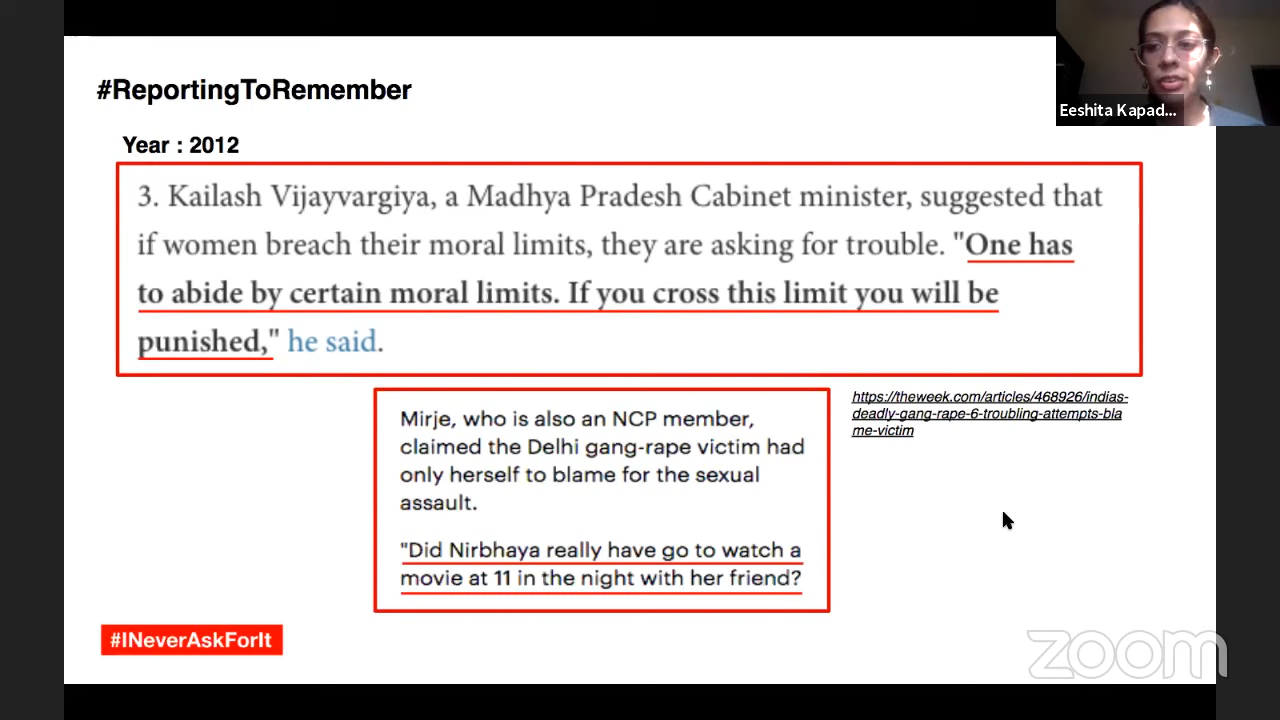 #ReportingToRemember
Eeshita Kapad...
Year : 2012
3. Kailash Vijayvargiya, a Madhya Pradesh Cabinet minister, suggested that
if women breach their moral limits, they are asking for trouble. "One has
to abide by certain moral limits. If you cross this limit you will be
punished," he said.
Mirje, who is also an NCP member,
claimed the Delhi gang-rape victim had
only herself to blame for the sexual
assault.
"Did Nirbhaya really have go to watch a
movie at 11 in the night with her friend?
https://theweek.com/articles/468926/indias-
deadly-gang-rape-6-troubling-attempts-bla
me-victim
#INeverAskForIt
zoom